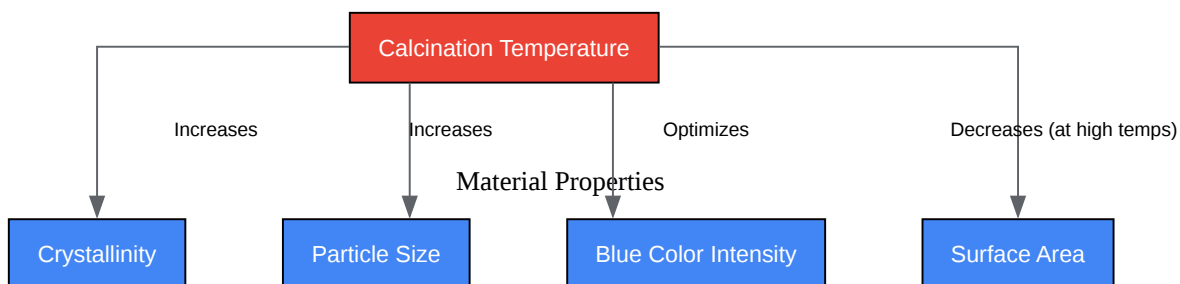 Calcination Temperature
Increases
Increases
Optimizes
Decreases (at high temps)
Material Properties
Crystallinity
Particle Size
Blue Color Intensity
Surface Area